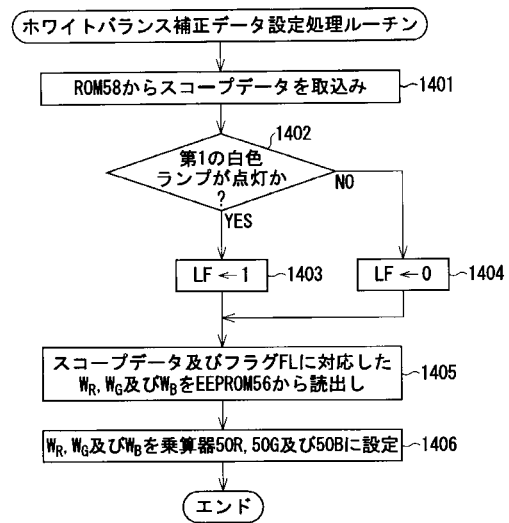 ホワイトバランス補正データ設定処理ルーチン
ROM58からスコープデータを取込み
1401
1402
第1の白色
ランプが点灯か
?
NO
YES
LF ← 1
1403
LF ← 0
1404
スコープデータ及びフラグFLに対応した
WR, WG及びWBをEEPROM56から読出し
1405
WR, WG及びWBを乗算器50R, 50G及び50Bに設定
1406
エンド